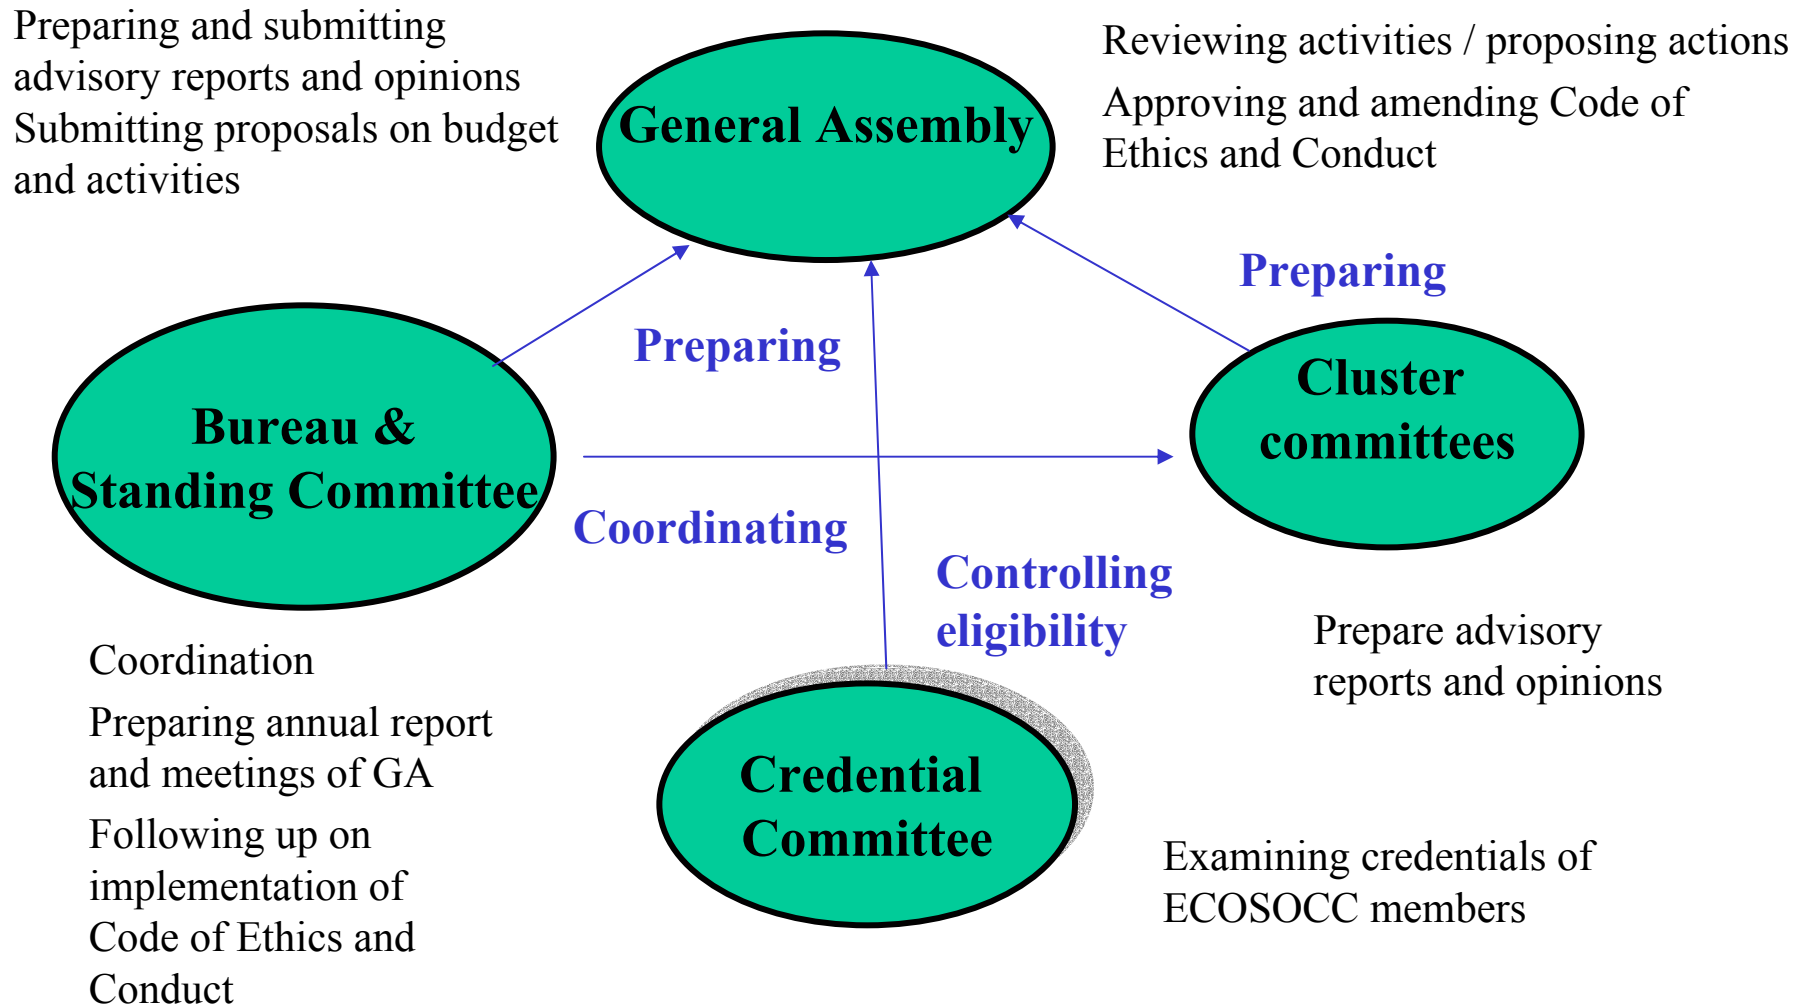 Preparing and submitting
advisory reports and opinions
Submitting proposals on budget
and activities
General Assembly
Reviewing activities / proposing actions
Approving and amending Code of
Ethics and Conduct
Preparing
Preparing
Bureau &
Standing Committee
Cluster
committees
Coordinating
Controlling
eligibility
Coordination
Preparing annual report
and meetings of GA
Following up on
implementation of
Code of Ethics and
Conduct
Credential
Committee
Prepare advisory
reports and opinions
Examining credentials of
ECOSOCC members